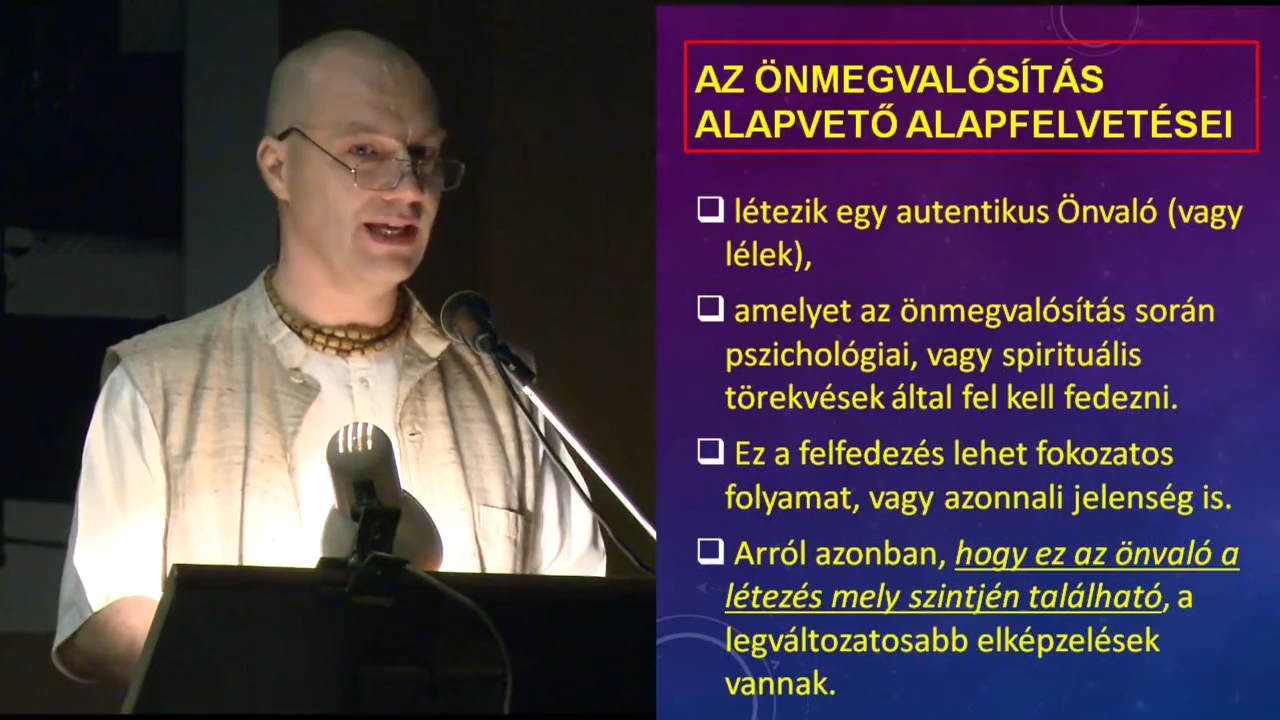 AZ ÖNMEGVALÓSÍTÁS
ALAPVETŐ ALAPFELVETÉSEI
létezik egy autentikus Önvaló (vagy
lélek),
amelyet az önmegvalósítás során
pszichológiai, vagy spirituális
törekvések által fel kell fedezni.
Ez a felfedezés lehet fokozatos
folyamat, vagy azonnali jelenség is.
Arról azonban, hogy ez az önvaló a
létezés mely szintjén található, a
legváltozatosabb elképzelések
vannak.